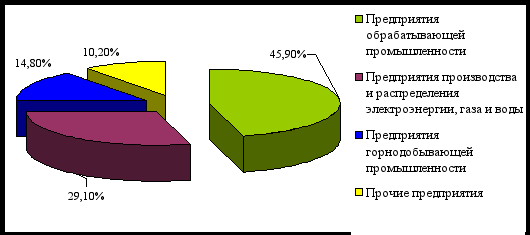 14,80%
10,20%
45,90%
29,10%
Предприятия
обрабатывающей
промышленности
Предприятия производства
и распределения
электроэнергии, газа и воды
Предприятия
горнодобывающей
промышленности
Прочие предприятия